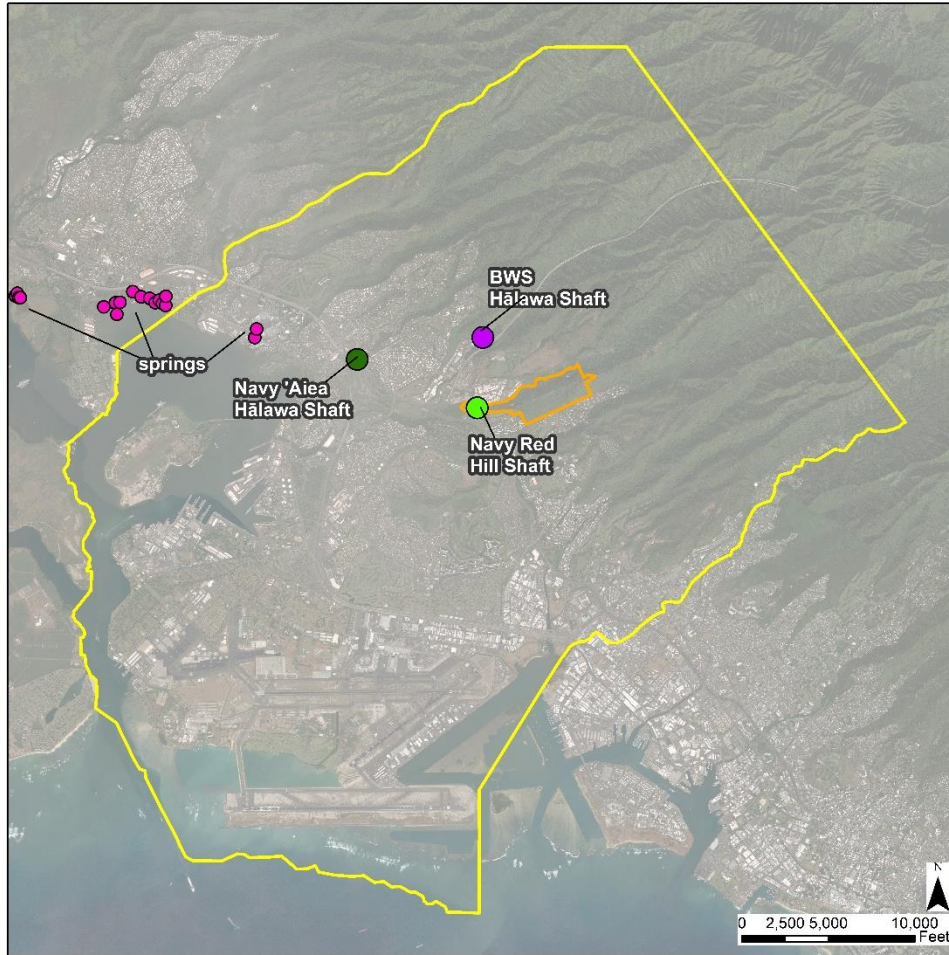 BWS
Hālawa Shaft
springs
Navy 'Aiea
Hālawa Shaft
Navy Red
Hill Shaft
N
0 2,500 5,000 10,000
Feet